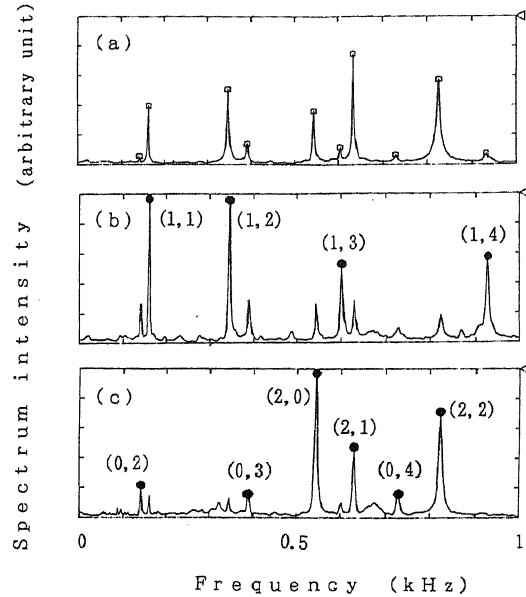 Spectrum intensity (arbitrary unit)
(a)
(b)
(1,1)
(1,2)
(1,3)
(1,4)
(c)
(2,0)
(2,1)
(2,2)
(0,2)
(0,3)
(0,4)
0 0.5 1
Frequency (kHz)